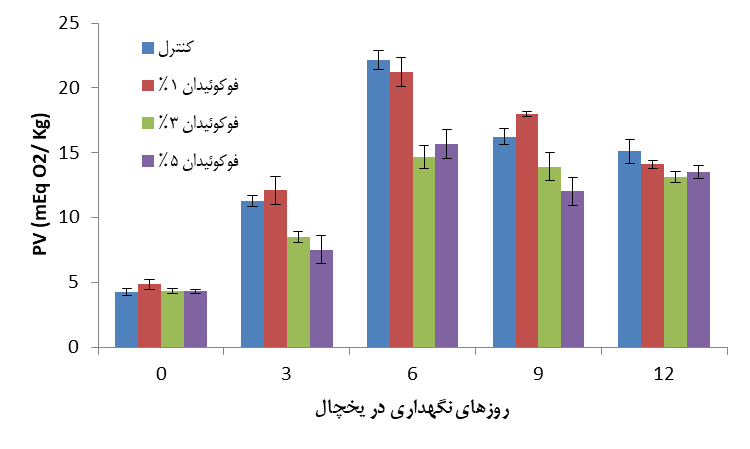 25
20
15
10
5
0
PV (mEq O2/ Kg)
کنترل
فوکوئیدان ۱٪
فوکوئیدان ۳٪
فوکوئیدان ۵٪
0 3 6 9 12
روزهای نگهداری در یخچال